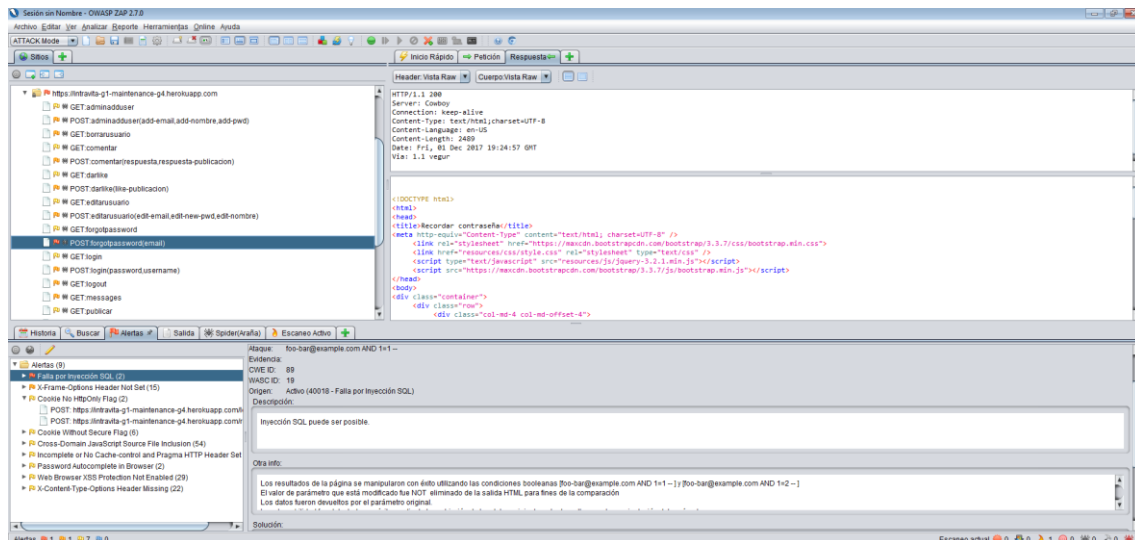 Sesión sin Nombre - OWASP ZAP 2.7.0
Archivo Editar Ver Analizar Reporte Herramientas Online Ayuda
ATTACK Mode
Sitios
Inicio Rápido Petición Respuesta
Header: Vista Raw Cuerpo:Vista Raw
https://intravita-g1-maintenance-g4.herokuapp.com
GET:adminadduser
POST:adminadduser(add-email,add-nombre,add-pwd)
GET:borrarusuario
GET:comentar
POST:comentar(respuesta,respuesta-publicacion)
GET:darlike
POST:darlike(like-publicacion)
GET:editarusuario
POST:editarusuario(edit-email,edit-new-pwd,edit-nombre)
GET:forgotpassword
POST:forgotpassword(email)
GET:login
POST:login(password,username)
GET:logout
GET:messages
GET:publicar
HTTP/1.1 200
Server: Cowboy
Connection: keep-alive
Content-Type: text/html;charset=UTF-8
Content-Language: en-US
Content-Length: 2489
Date: Fri, 01 Dec 2017 19:24:57 GMT
Via: 1.1 vegur
<!DOCTYPE html>
<html>
<head>
<title>Recordar contraseña</title>
<meta http-equiv="Content-Type" content="text/html; charset=UTF-8" />
<link rel="stylesheet" href="https://maxcdn.bootstrapcdn.com/bootstrap/3.3.7/css/bootstrap.min.css">
<link href="resources/css/style.css" rel="stylesheet" type="text/css" />
<script type="text/javascript" src="resources/js/jquery-3.2.1.min.js"></script>
<script src="https://maxcdn.bootstrapcdn.com/bootstrap/3.3.7/js/bootstrap.min.js"></script>
</head>
<body>
<div class="container">
<div class="row">
<div class="col-md-4 col-md-offset-4">
Historia Buscar Alertas Salida Spider(Araña) Escaneo Activo
Alertas (9)
Falla por Inyección SQL (2)
X-Frame-Options Header Not Set (15)
Cookie No HttpOnly Flag (2)
POST: https://intravita-g1-maintenance-g4.herokuapp.com/l
POST: https://intravita-g1-maintenance-g4.herokuapp.com/r
Cookie Without Secure Flag (6)
Cross-Domain JavaScript Source File Inclusion (54)
Incomplete or No Cache-control and Pragma HTTP Header Set
Password Autocomplete in Browser (2)
Web Browser XSS Protection Not Enabled (29)
X-Content-Type-Options Header Missing (22)
Ataque: foo-bar@example.com AND 1=1 --
Evidencia:
CWE ID: 89
WASC ID: 19
Origen: Activo (40018 - Falla por Inyección SQL)
Descripción:
Inyección SQL puede ser posible.
Otra info:
Los resultados de la página se manipularon con éxito utilizando las condiciones booleanas [foo-bar@example.com AND 1=1 -- ] y [foo-bar@example.com AND 1=2 -- ]
El valor de parámetro que está modificado fue NOT eliminado de la salida HTML para fines de la comparación
Los datos fueron devueltos por el parámetro original.
Solución:
Alertas 1 1 7 0
Escaneo actual 0 0 1 0 0 0